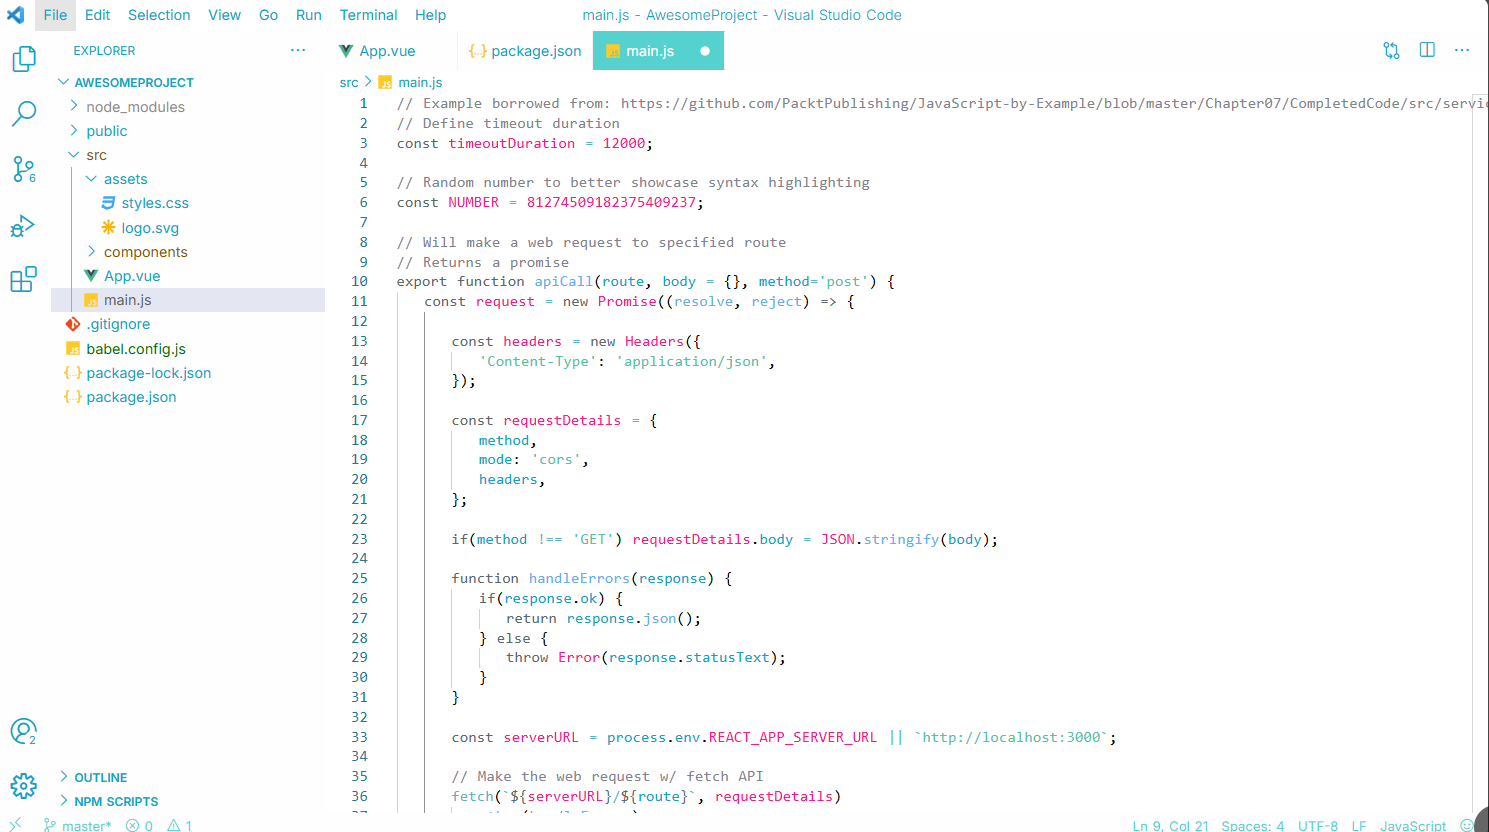 File Edit Selection View Go Run Terminal Help main.js - AwesomeProject - Visual Studio Code
EXPLORER
AWESOMEPROJECT
node_modules
public
src
assets
styles.css
logo.svg
components
App.vue
main.js
.gitignore
babel.config.js
package-lock.json
package.json
6
2
OUTLINE
NPM SCRIPTS
App.vue {..} package.json main.js
src > main.js
1 // Example borrowed from: https://github.com/PacktPublishing/JavaScript-by-Example/blob/master/Chapter07/CompletedCode/src/servic
2 // Define timeout duration
3 const timeoutDuration = 12000;
4
5 // Random number to better showcase syntax highlighting
6 const NUMBER = 81274509182375409237;
7
8 // Will make a web request to specified route
9 // Returns a promise
10 export function apiCall(route, body = {}, method='post') {
11 const request = new Promise((resolve, reject) => {
12
13 const headers = new Headers({
14 'Content-Type': 'application/json',
15 });
16
17 const requestDetails = {
18 method,
19 mode: 'cors',
20 headers,
21 };
22
23 if(method !== 'GET') requestDetails.body = JSON.stringify(body);
24
25 function handleErrors(response) {
26 if(response.ok) {
27 return response.json();
28 } else {
29 throw Error(response.statusText);
30 }
31 }
32
33 const serverURL = process.env.REACT_APP_SERVER_URL || `http://localhost:3000`;
34
35 // Make the web request w/ fetch API
36 fetch(`${serverURL}/${route}`, requestDetails)
master* 0 1 Ln 9, Col 21 Spaces: 4 UTF-8 LF JavaScript